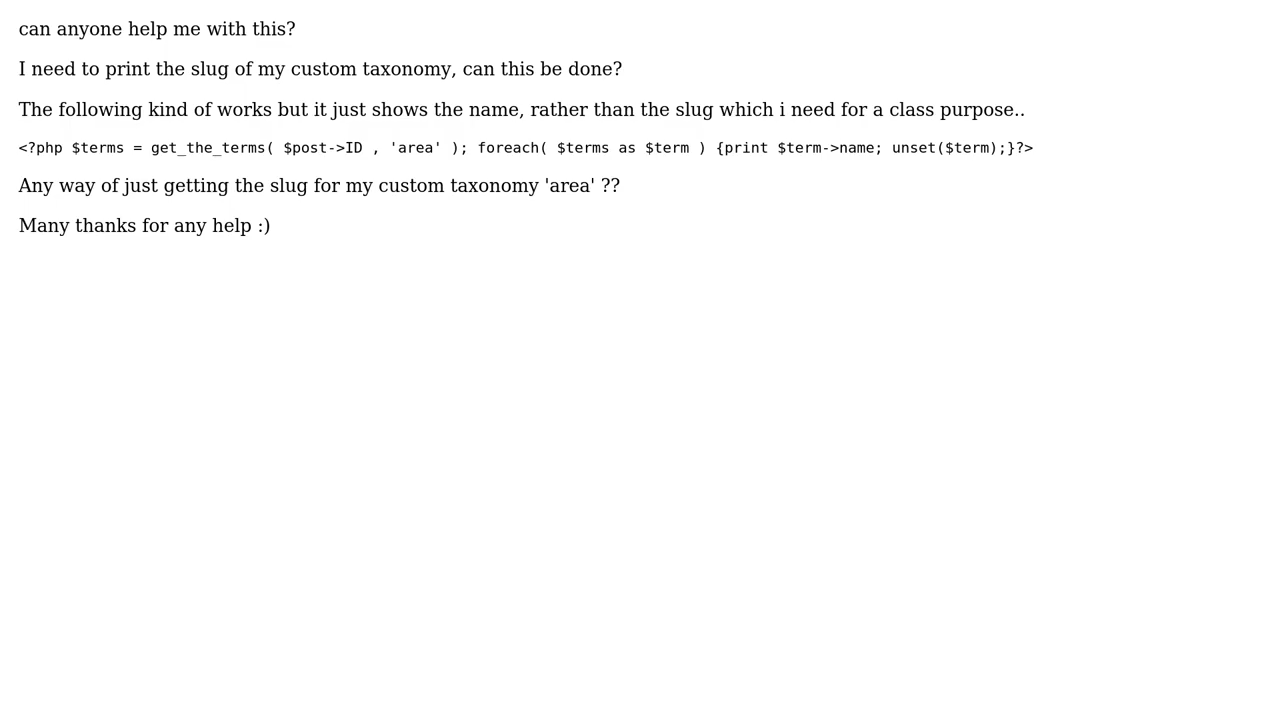 can anyone help me with this?
I need to print the slug of my custom taxonomy, can this be done?
The following kind of works but it just shows the name, rather than the slug which i need for a class purpose..
<?php $terms = get_the_terms( $post->ID , 'area' ); foreach( $terms as $term ) {print $term->name; unset($term);}?>
Any way of just getting the slug for my custom taxonomy 'area' ??
Many thanks for any help :)